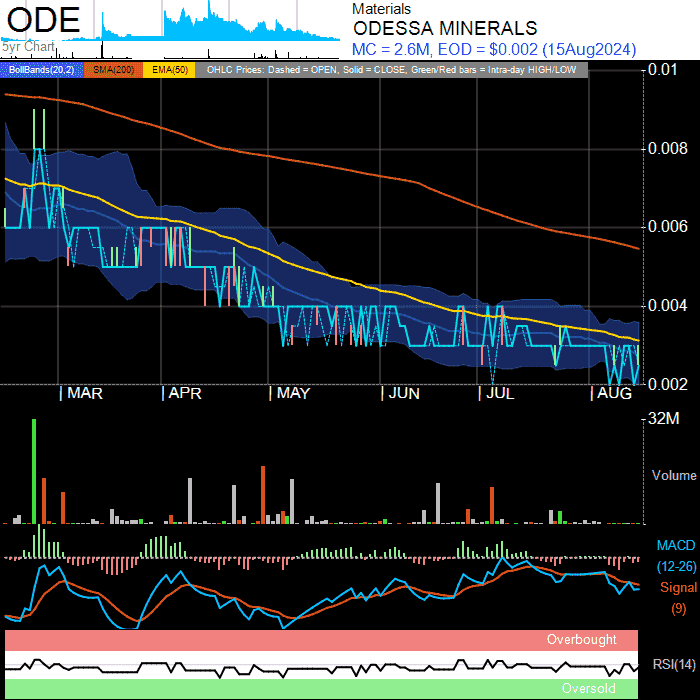 ODE
5yr Chart
Materials
ODESSA MINERALS
MC = 2.6M, EOD = $0.002 (15Aug2024)
BollBands(20,2) SMA(200) EMA(50) OHLC Prices: Dashed = OPEN, Solid = CLOSE, Green/Red bars = Intra-day HIGH/LOW
0.01
0.008
0.006
0.004
0.002
MAR APR MAY JUN JUL AUG
32M
Volume
MACD
(12-26)
Signal
(9)
Overbought
RSI(14)
Oversold